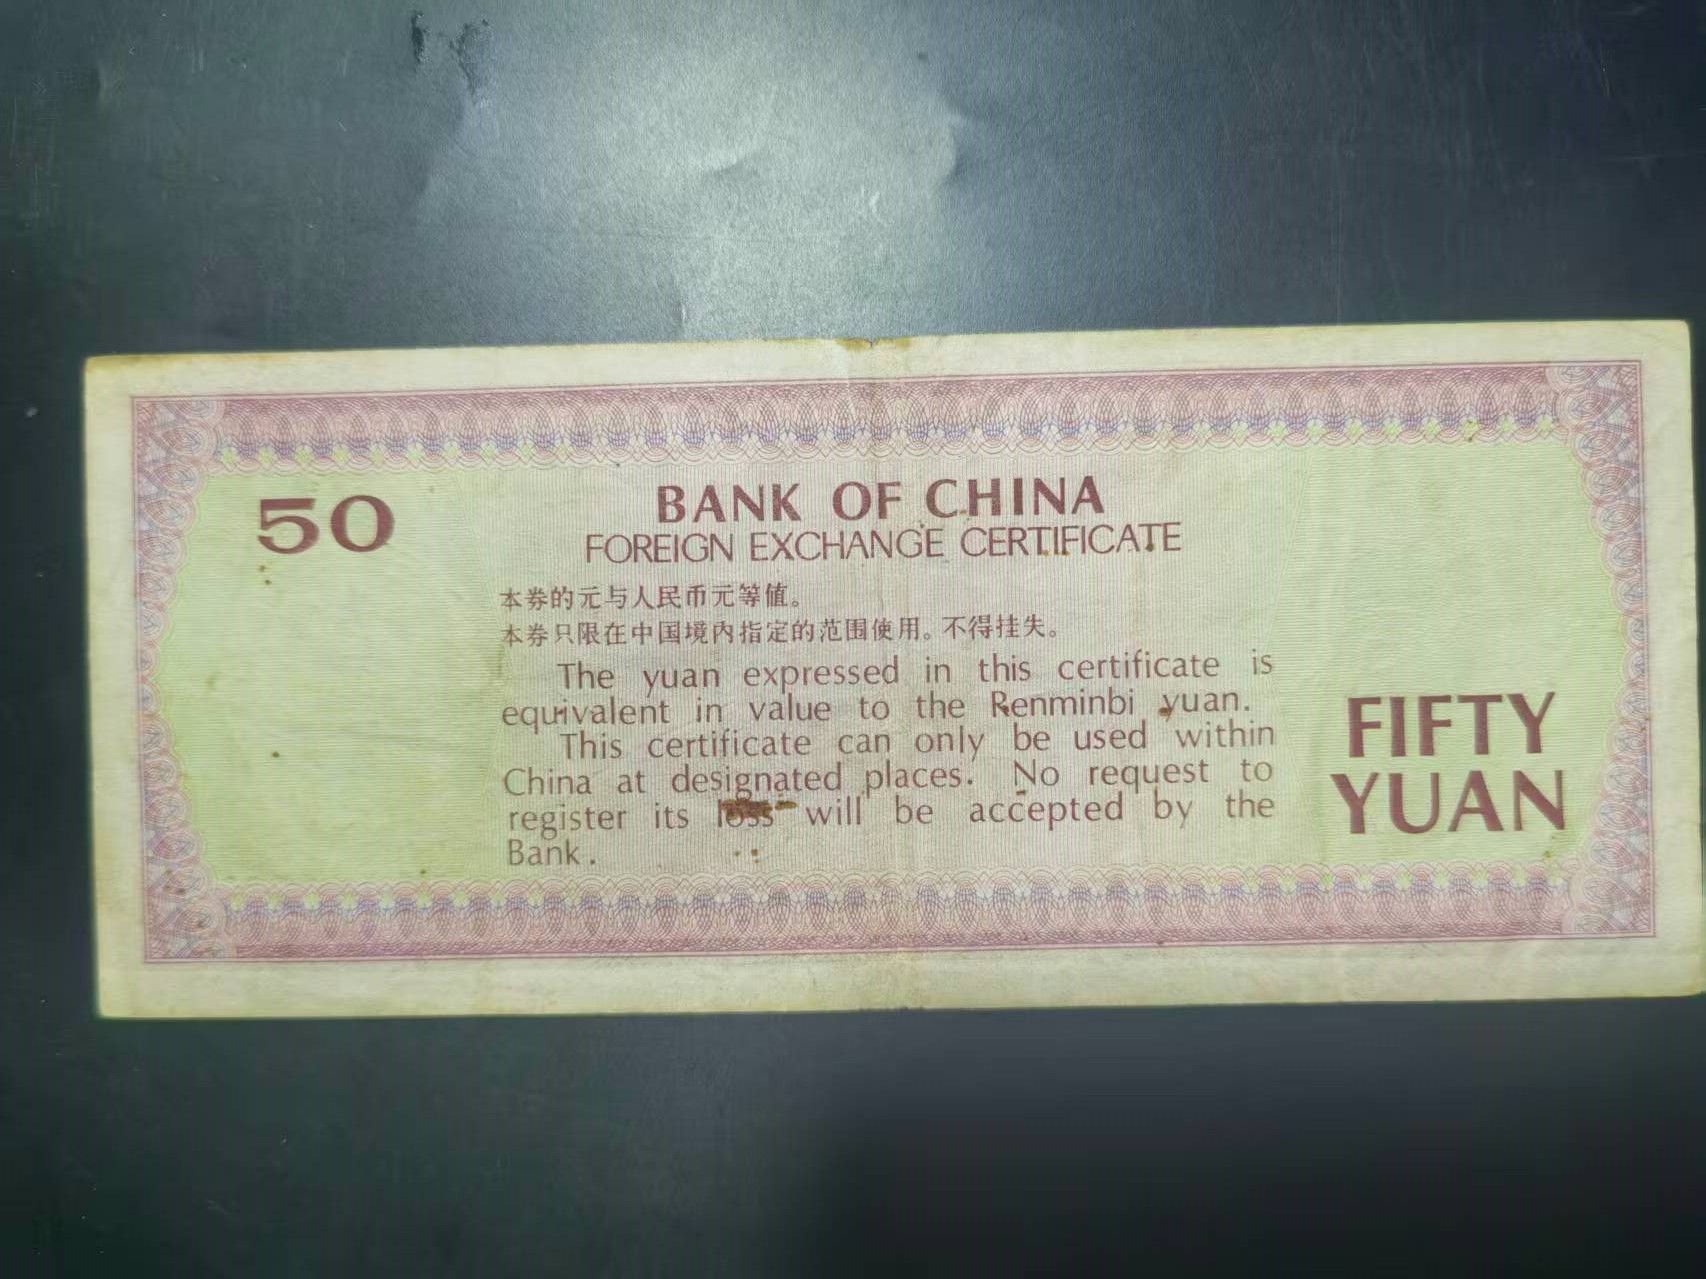 50
BANK OF CHINA
FOREIGN EXCHANGE CERTIFICATE
本券的元与人民币元等值。
本券只限在中国境内指定的范围使用。不得挂失。
The yuan expressed in this certificate is
equivalent in value to the Renminbi yuan.
This certificate can only be used within
China at designated places. No request to
register its loss will be accepted by the
Bank.
FIFTY
YUAN